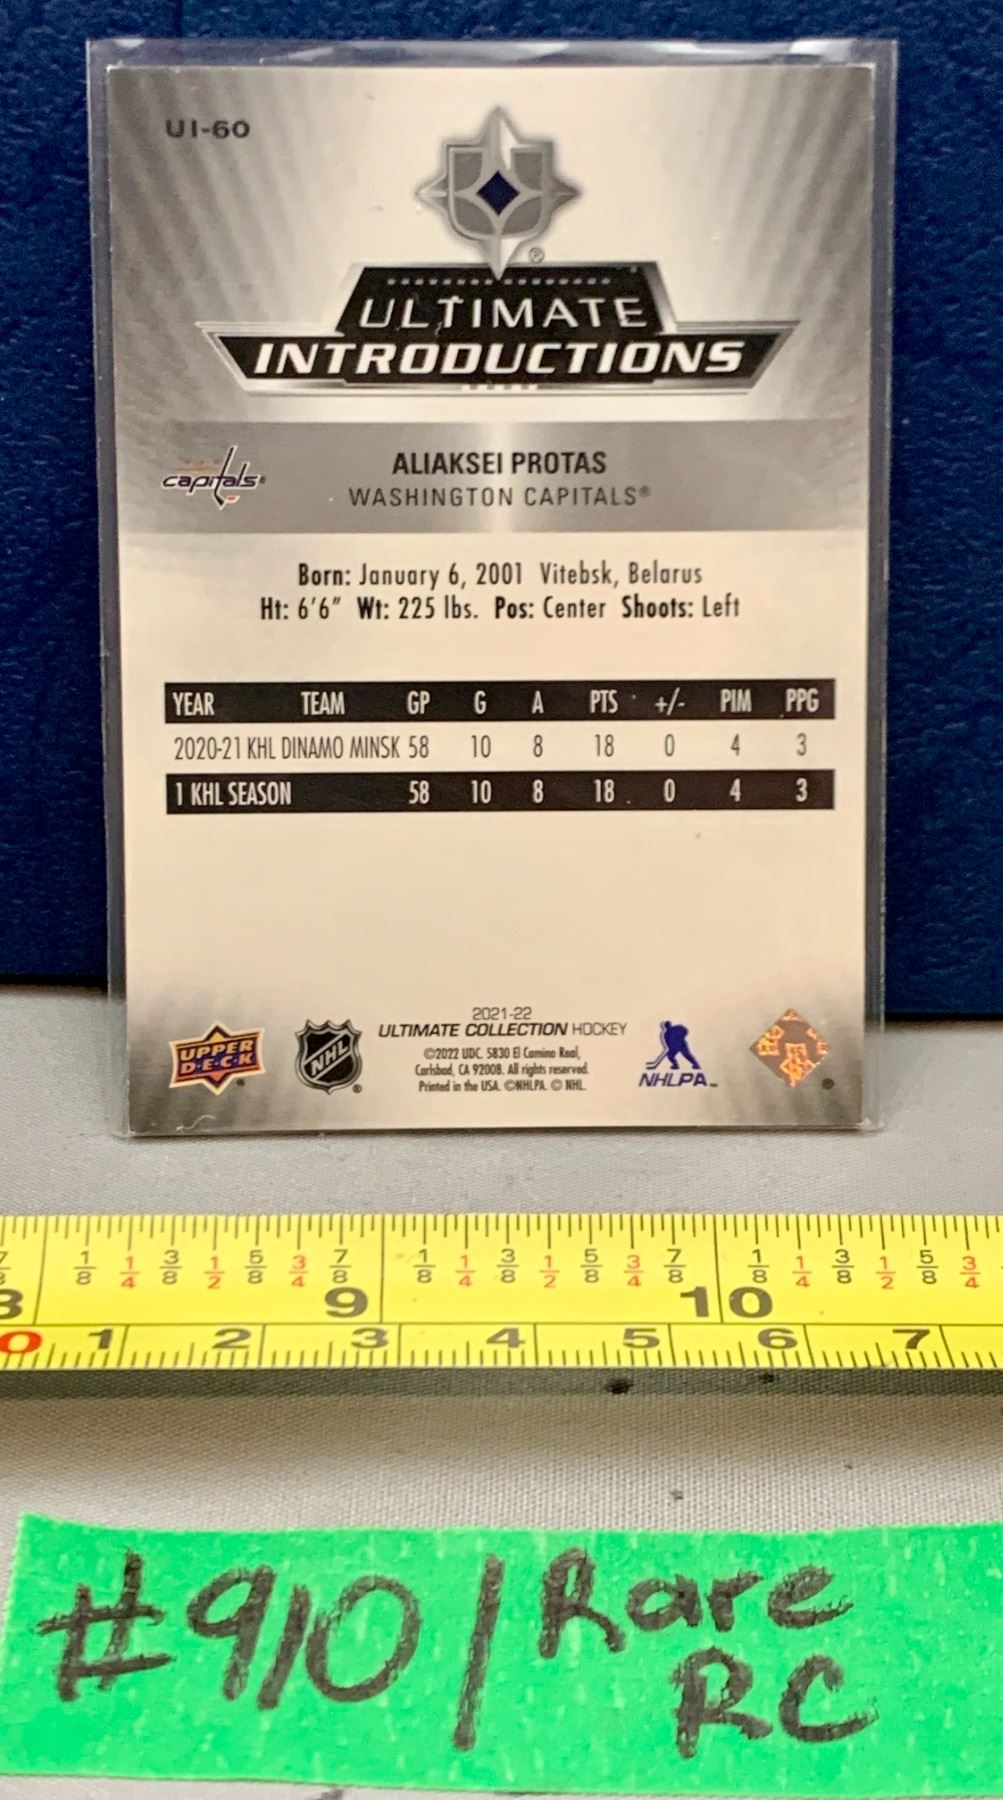 UI-60
®
ULTIMATE
INTRODUCTIONS
capitals
ALIAKSEI PROTAS
WASHINGTON CAPITALS®
Born: January 6, 2001 Vitebsk, Belarus
Ht: 6'6" Wt: 225 lbs. Pos: Center Shoots: Left
YEAR TEAM GP G A PTS +/- PIM PPG
2020-21 KHL DINAMO MINSK 58 10 8 18 0 4 3
1 KHL SEASON 58 10 8 18 0 4 3
2021-22
ULTIMATE COLLECTION HOCKEY
©2022 UDC. 5830 El Camino Real,
Carlsbad, CA 92008. All rights reserved.
Printed in the USA. ©NHLPA. © NHL.
UPPER
DECK
NHL
NHLPA
7/8 1/8 1/4 3/8 1/2 5/8 3/4 7/8 1/8 1/4 3/8 1/2 5/8 3/4 7/8 1/8 1/4 3/8 1/2 5/8 3/4
8 9 10
0 1 2 3 4 5 6 7
#910/Rare
RC